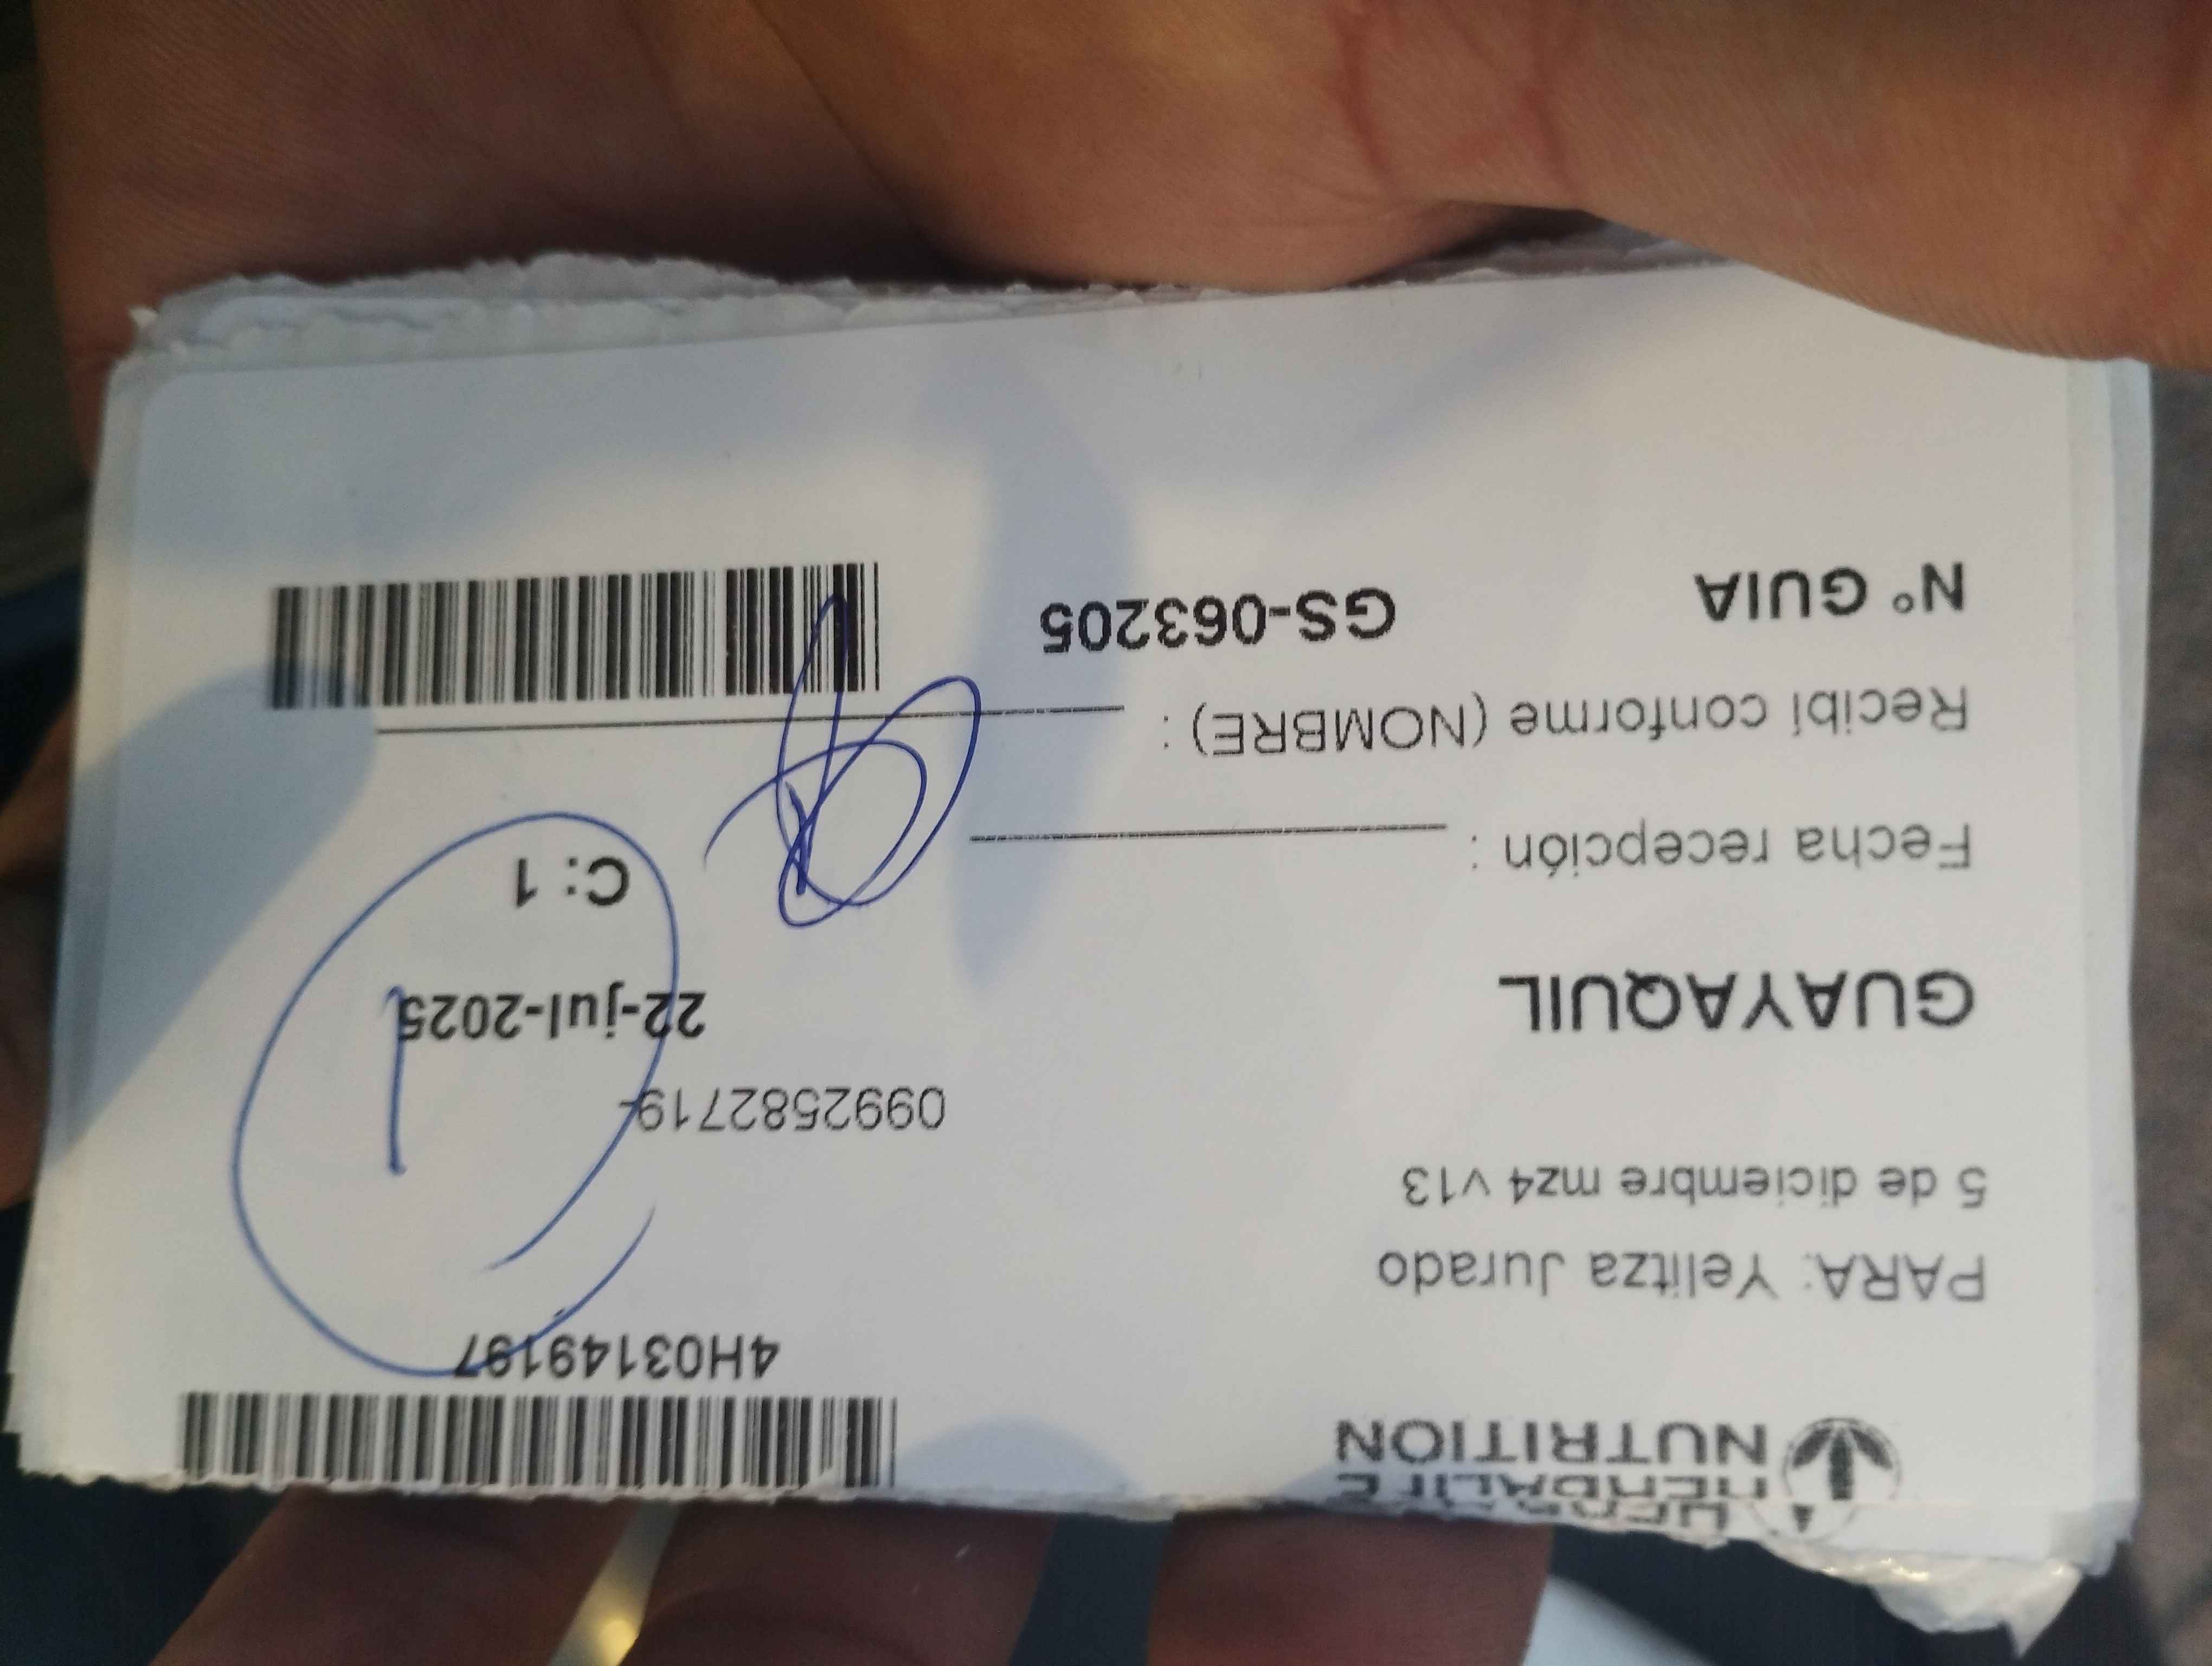 HERBALIFE
NUTRITION
4H03149197
PARA: Yelitza Jurado
5 de diciembre mz4 v13
0992582719-
GUAYAQUIL
22-jul-2025
1
Fecha recepción :
C: 1
Recibí conforme (NOMBRE) :
N° GUIA GS-063205